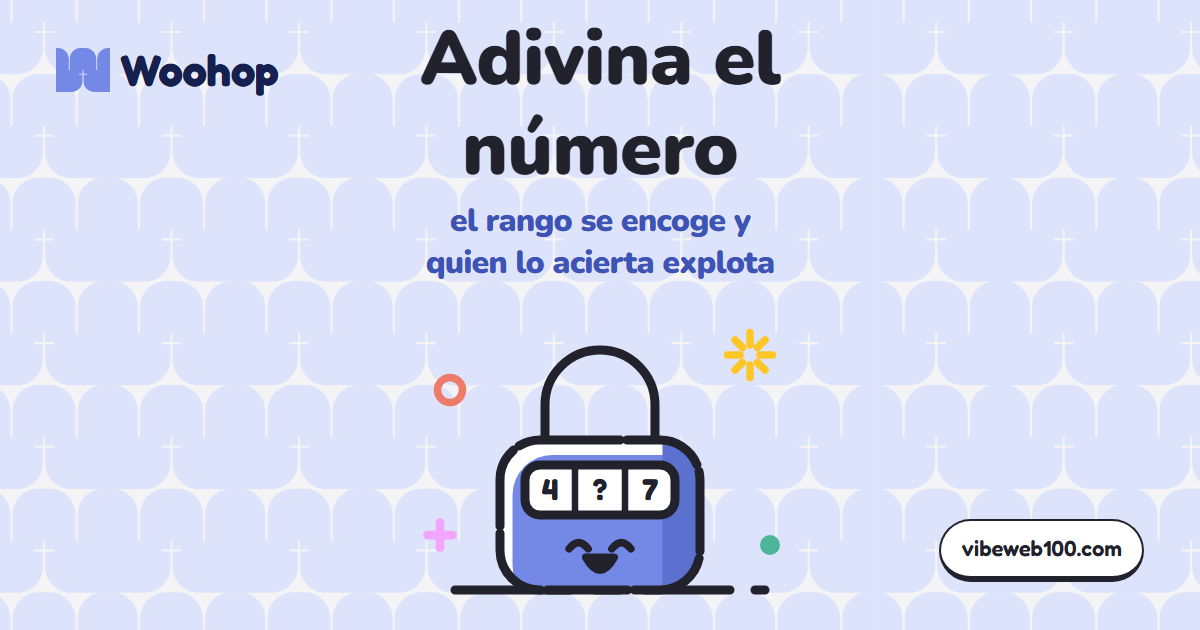 Woohop
Adivina el
número
el rango se encoge y
quien lo acierta explota
4 ? 7
vibeweb100.com